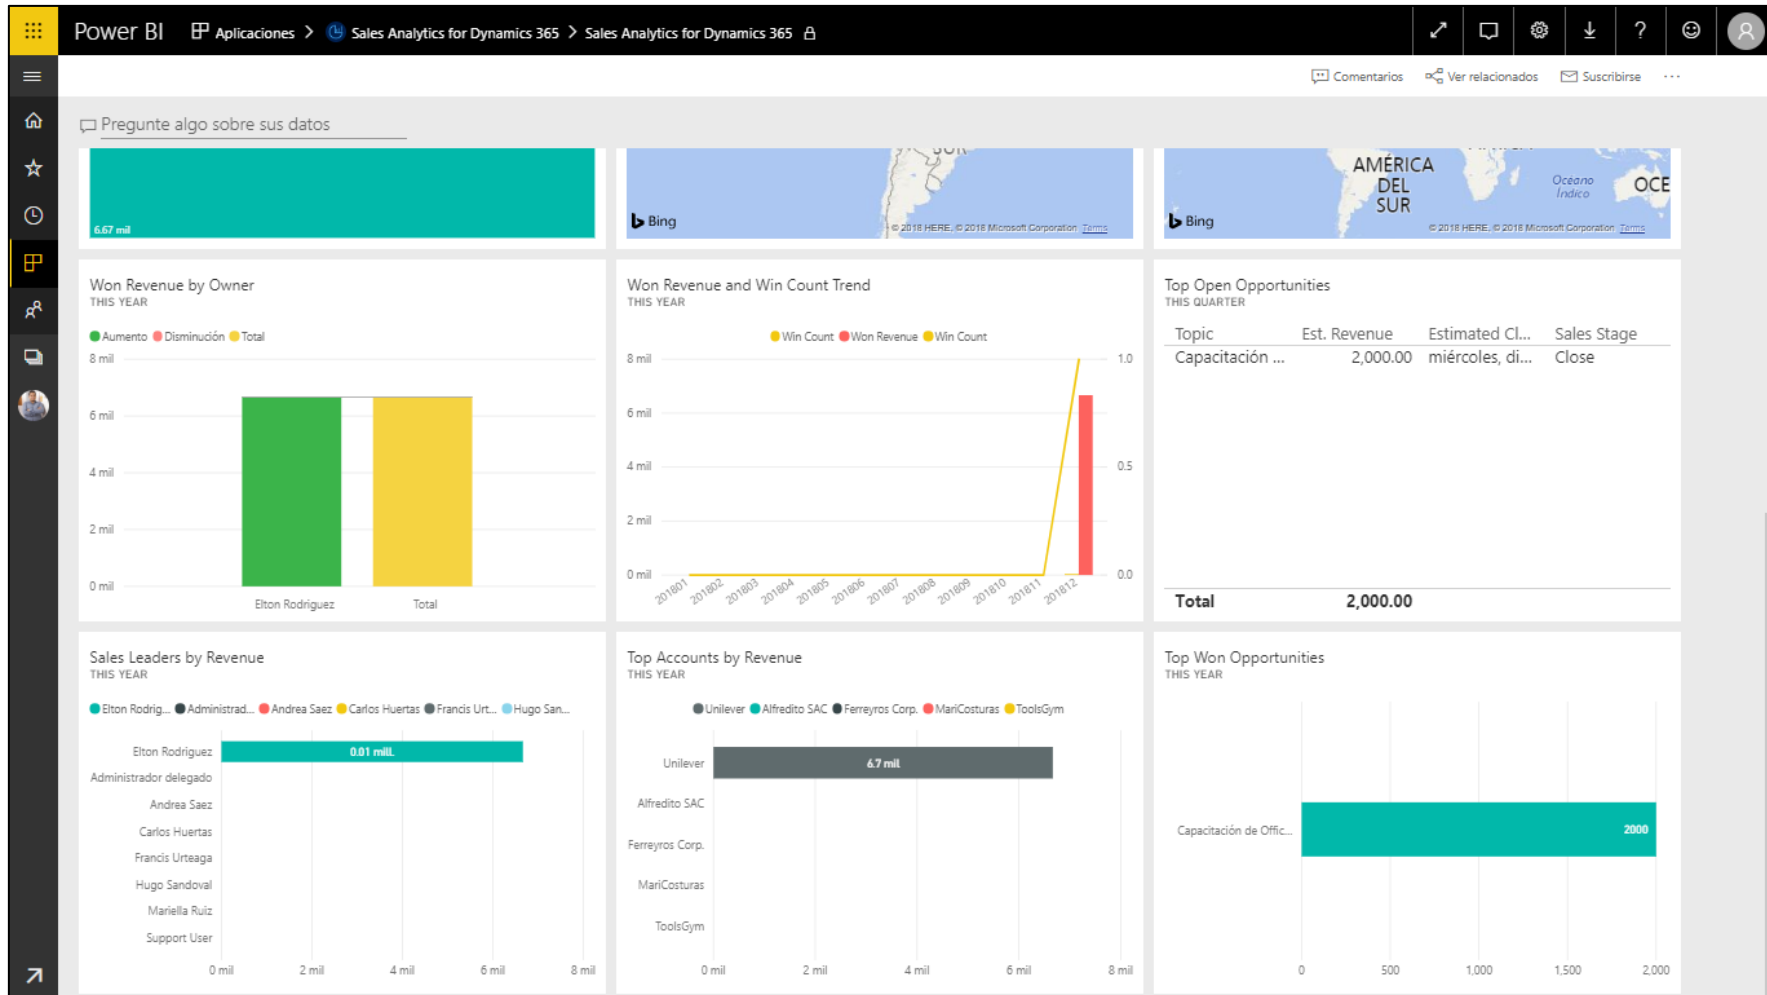 Power BI Aplicaciones > Sales Analytics for Dynamics 365 > Sales Analytics for Dynamics 365
Comentarios Ver relacionados Suscribirse ...
Pregunte algo sobre sus datos
6.67 mil
SUR
Bing
© 2018 HERE, © 2018 Microsoft Corporation Terms
AMÉRICA
DEL
SUR
Océano
Índico
OCE
Bing
© 2018 HERE, © 2018 Microsoft Corporation Terms
Won Revenue by Owner
THIS YEAR
Aumento Disminución Total
8 mil
6 mil
4 mil
2 mil
0 mil
Elton Rodriguez Total
Won Revenue and Win Count Trend
THIS YEAR
Win Count Won Revenue Win Count
8 mil 1.0
6 mil
4 mil 0.5
2 mil
0 mil 0.0
201801 201802 201803 201804 201805 201806 201807 201808 201809 201810 201811 201812
Top Open Opportunities
THIS QUARTER
Topic Est. Revenue Estimated Cl... Sales Stage
Capacitación ... 2,000.00 miércoles, di... Close
Total 2,000.00
Sales Leaders by Revenue
THIS YEAR
Elton Rodrig... Administrad... Andrea Saez Carlos Huertas Francis Urt... Hugo San...
Elton Rodriguez 0.01 mill.
Administrador delegado
Andrea Saez
Carlos Huertas
Francis Urteaga
Hugo Sandoval
Mariella Ruiz
Support User
0 mil 2 mil 4 mil 6 mil 8 mil
Top Accounts by Revenue
THIS YEAR
Unilever Alfredito SAC Ferreyros Corp. MariCosturas ToolsGym
Unilever 6.7 mil
Alfredito SAC
Ferreyros Corp.
MariCosturas
ToolsGym
0 mil 2 mil 4 mil 6 mil 8 mil
Top Won Opportunities
THIS YEAR
Capacitación de Offic... 2000
0 500 1,000 1,500 2,000